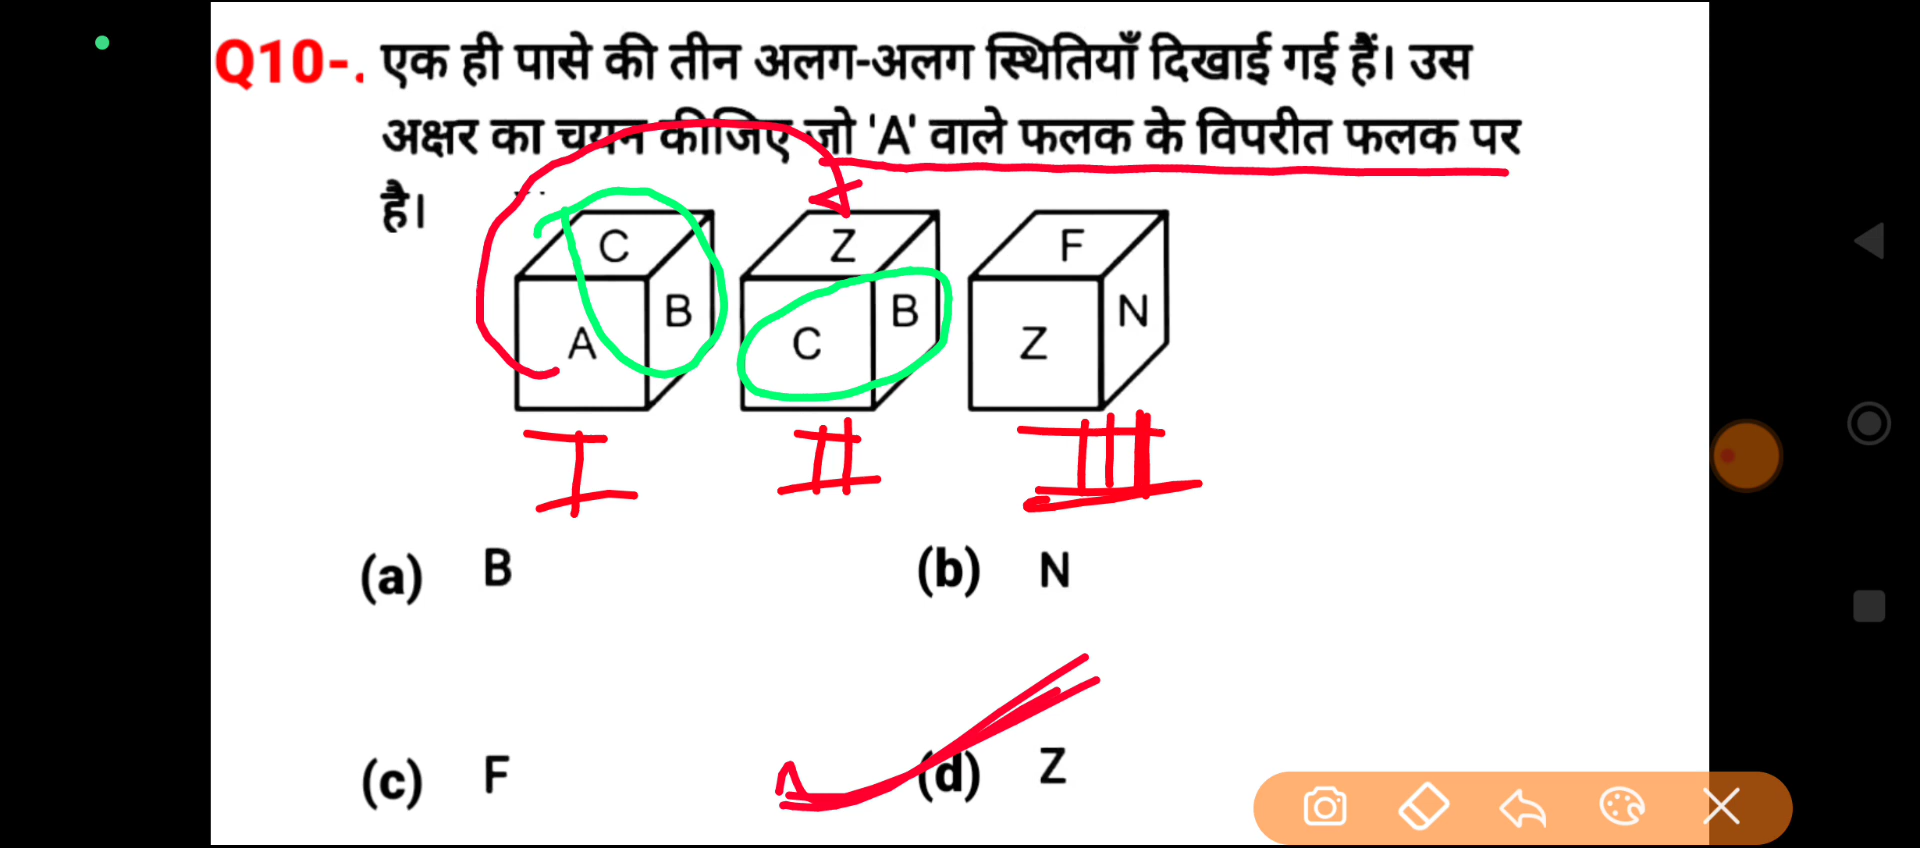 Q10-. एक ही पासे की तीन अलग-अलग स्थितियाँ दिखाई गई हैं। उस
अक्षर का चयन कीजिए जो 'A' वाले फलक के विपरीत फलक पर
है।
C Z F
A B C B Z N
I II III
(a) B (b) N
(c) F (d) Z